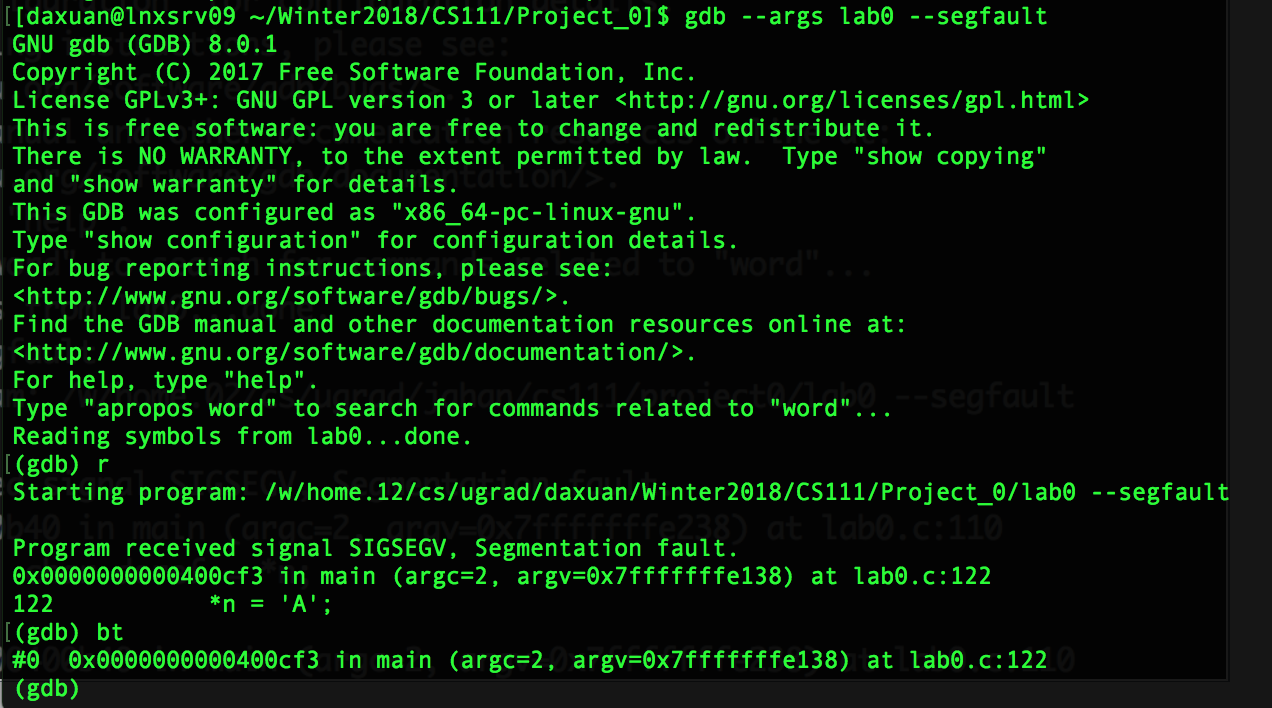 [[daxuan@lnxsrv09 ~/Winter2018/CS111/Project_0]$ gdb --args lab0 --segfault
GNU gdb (GDB) 8.0.1
Copyright (C) 2017 Free Software Foundation, Inc.
License GPLv3+: GNU GPL version 3 or later <http://gnu.org/licenses/gpl.html>
This is free software: you are free to change and redistribute it.
There is NO WARRANTY, to the extent permitted by law.  Type "show copying"
and "show warranty" for details.
This GDB was configured as "x86_64-pc-linux-gnu".
Type "show configuration" for configuration details.
For bug reporting instructions, please see:
<http://www.gnu.org/software/gdb/bugs/>.
Find the GDB manual and other documentation resources online at:
<http://www.gnu.org/software/gdb/documentation/>.
For help, type "help".
Type "apropos word" to search for commands related to "word"...
Reading symbols from lab0...done.
[(gdb) r
Starting program: /w/home.12/cs/ugrad/daxuan/Winter2018/CS111/Project_0/lab0 --segfault

Program received signal SIGSEGV, Segmentation fault.
0x0000000000400cf3 in main (argc=2, argv=0x7fffffffe138) at lab0.c:122
122           *n = 'A';
[(gdb) bt
#0  0x0000000000400cf3 in main (argc=2, argv=0x7fffffffe138) at lab0.c:122
(gdb)